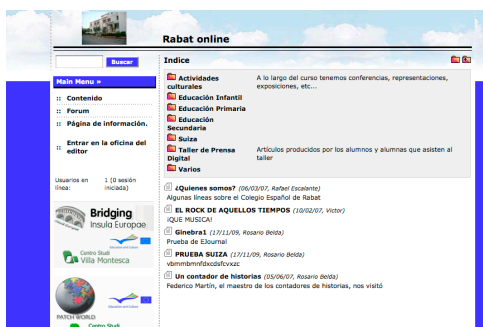 Rabat online
Buscar
Main Menu »
:: Contenido
:: Forum
:: Página de información.
:: Entrar en la oficina del
editor
Usuarios en línea: 1 (0 sesión
iniciada)
Bridging
Insula Europae
Education and Culture
Centro Studi
Villa Montesca
PATCHWORLD
Centro Studi
Indice
Actividades culturales
A lo largo del curso tenemos conferencias, representaciones,
exposiciones, etc...
Educación Infantil
Educación Primaria
Educación
Secundaria
Suiza
Taller de Prensa
Digital
Artículos producidos por los alumnos y alumnas que asisten al
taller
Varios
¿Quienes somos? (06/03/07, Rafael Escalante)
Algunas líneas sobre el Colegio Español de Rabat
EL ROCK DE AQUELLOS TIEMPOS (10/02/07, Victor)
¡QUE MUSICA!
Ginebra1 (17/11/09, Rosario Belda)
Prueba de EJournal
PRUEBA SUIZA (17/11/09, Rosario Belda)
vbmmbmnfdxcdsfcvxzc
Un contador de historias (05/06/07, Rosario Belda)
Federico Martín, el maestro de los contadores de historias, nos visitó